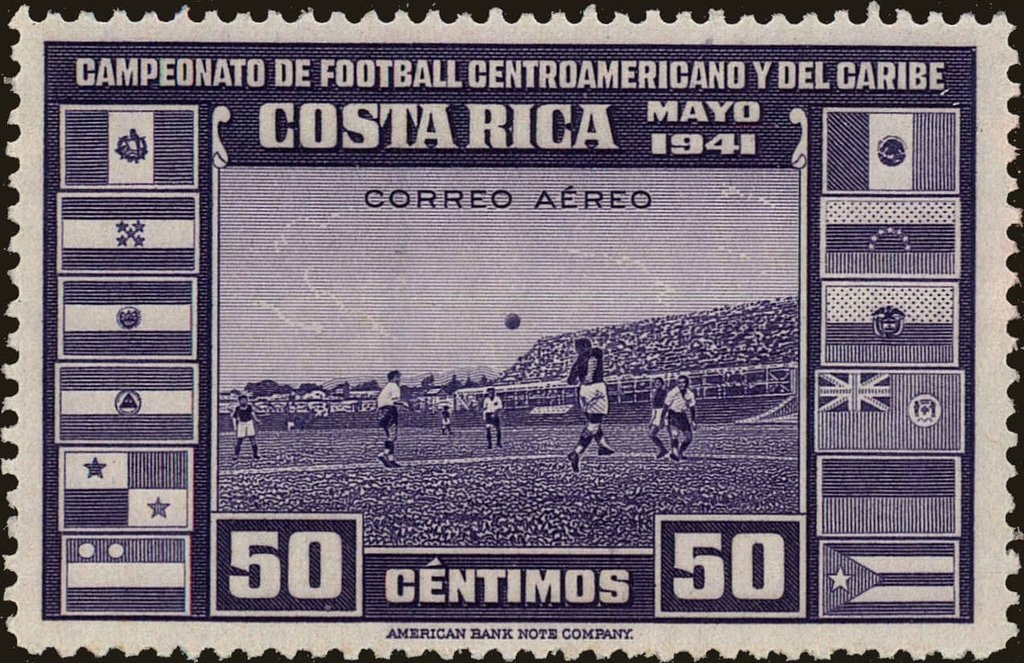 CAMPEONATO DE FOOTBALL CENTROAMERICANO Y DEL CARIBE
COSTA RICA
MAYO
1941
CORREO AÉREO
50
CÉNTIMOS
50
AMERICAN BANK NOTE COMPANY.